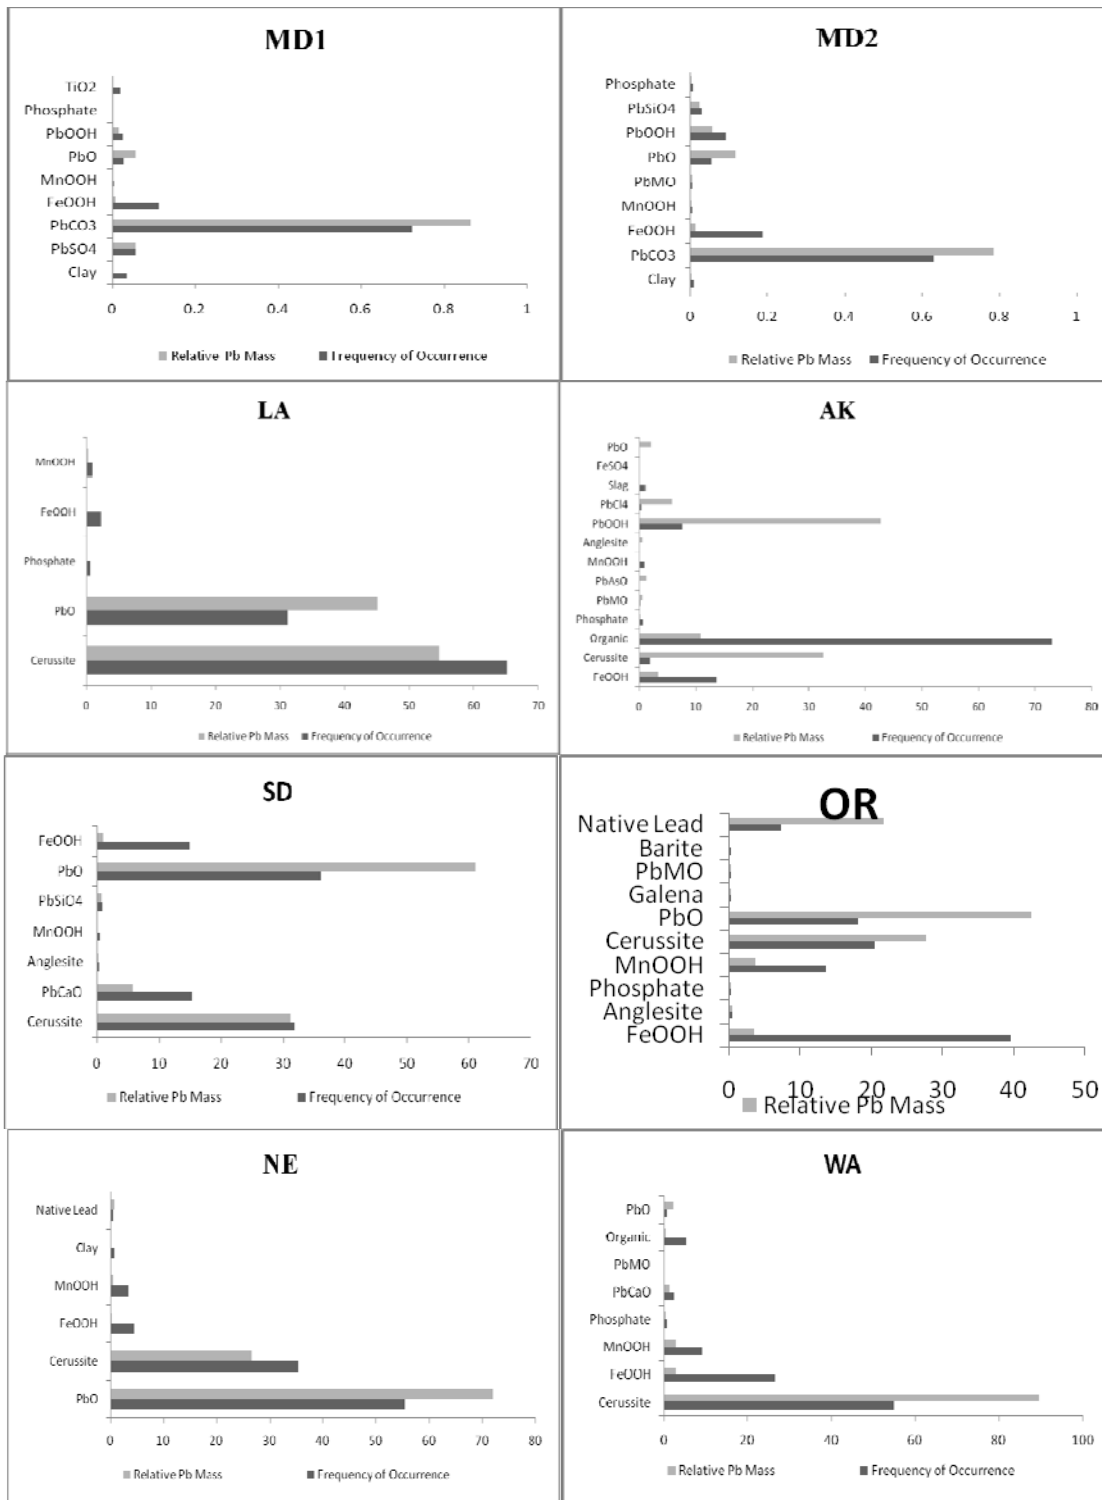 MD1
TiO2
Phosphate
PbOOH
PbO
MnOOH
FeOOH
PbCO3
PbSO4
Clay
0 0.2 0.4 0.6 0.8 1
Relative Pb Mass Frequency of Occurrence
MD2
Phosphate
PbSiO4
PbOOH
PbO
PbMO
MnOOH
FeOOH
PbCO3
Clay
0 0.2 0.4 0.6 0.8 1
Relative Pb Mass Frequency of Occurrence
LA
MnOOH
FeOOH
Phosphate
PbO
Cerussite
0 10 20 30 40 50 60 70
Relative Pb Mass Frequency of Occurrence
AK
PbO
FeSO4
Slag
PbCl4
PbOOH
Anglesite
MnOOH
PbAsO
PbMO
Phosphate
Organic
Cerussite
FeOOH
0 10 20 30 40 50 60 70 80 90
Relative Pb Mass Frequency of Occurrence
SD
FeOOH
PbO
PbSiO4
MnOOH
Anglesite
PbCaO
Cerussite
0 10 20 30 40 50 60 70
Relative Pb Mass Frequency of Occurrence
OR
Native Lead
Barite
PbMO
Galena
PbO
Cerussite
MnOOH
Phosphate
Anglesite
FeOOH
0 10 20 30 40 50
Relative Pb Mass
NE
Native Lead
Clay
MnOOH
FeOOH
Cerussite
PbO
0 10 20 30 40 50 60 70 80
Relative Pb Mass Frequency of Occurrence
WA
PbO
Organic
PbMO
PbCaO
Phosphate
MnOOH
FeOOH
Cerussite
0 20 40 60 80 100
Relative Pb Mass Frequency of Occurrence